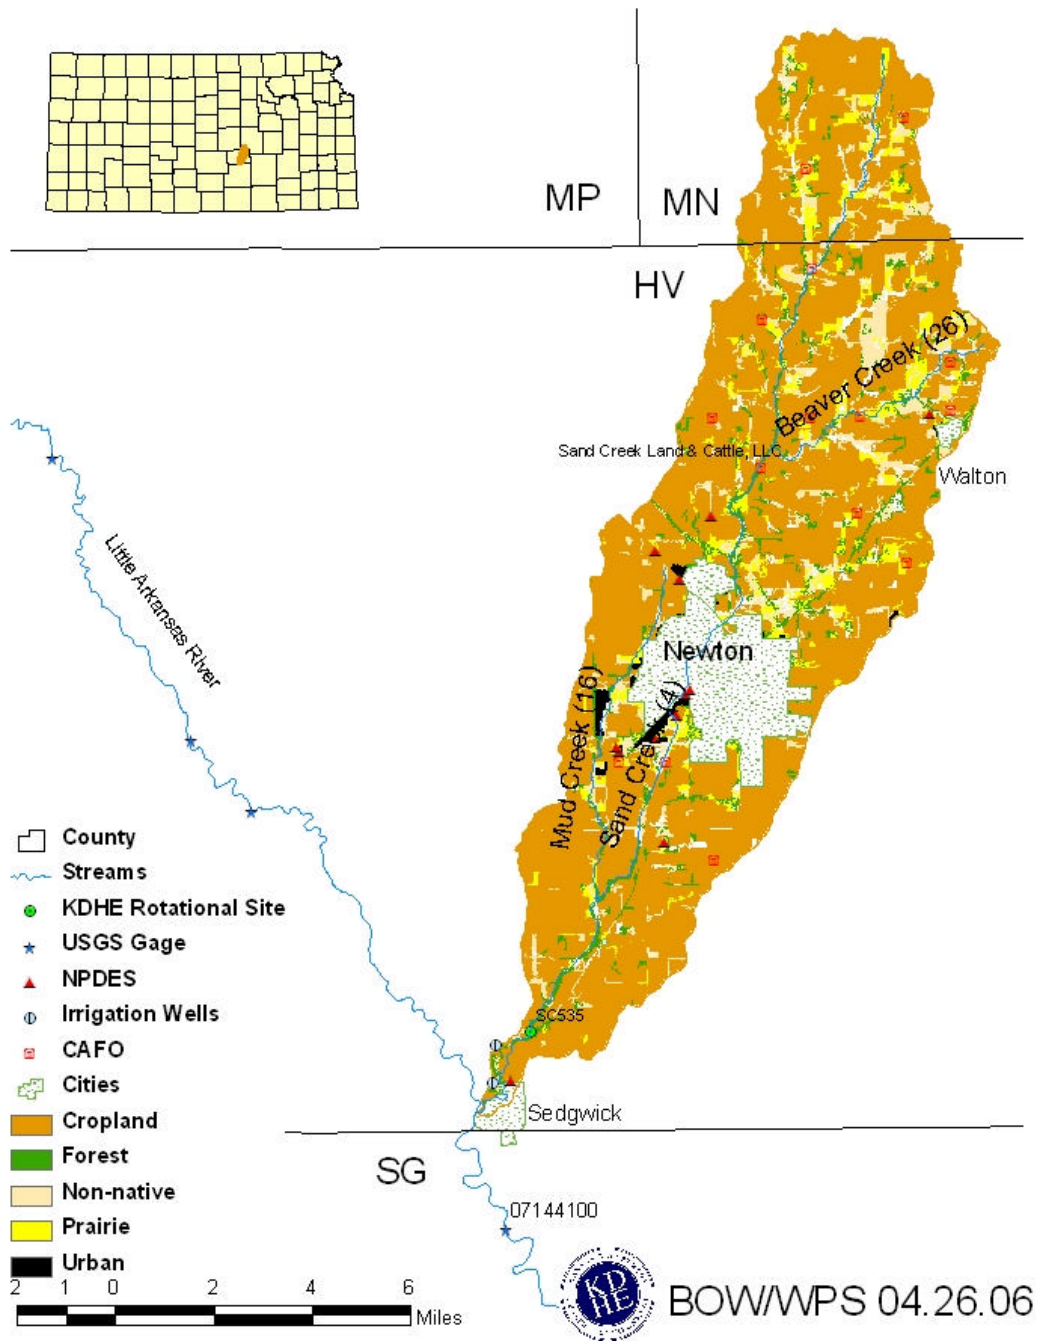 MP
MN
HV
Beaver Creek (26)
Sand Creek Land & Cattle, LLC
Walton
Little Arkansas River
Newton
Mud Creek (16)
Sand Creek (4)
County
Streams
KDHE Rotational Site
USGS Gage
NPDES
Irrigation Wells
CAFO
Cities
Cropland
Forest
Non-native
Prairie
Urban
SC535
Sedgwick
SG
07144100
2 1 0 2 4 6
Miles
KD
HE
BOW/WPS 04.26.06